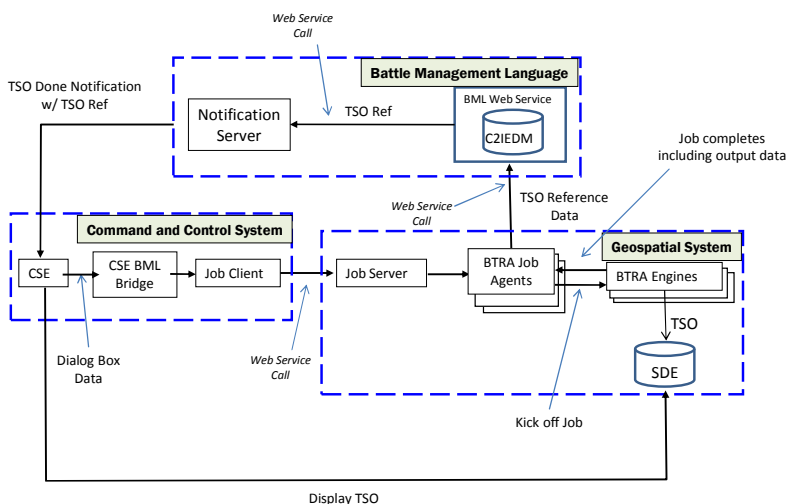 Web Service
Call
Battle Management Language
TSO Done Notification
w/ TSO Ref
Notification
Server
TSO Ref
BML Web Service
C2IEDM
Job completes
including output data
Web Service
Call
TSO Reference
Data
Command and Control System
Geospatial System
CSE
CSE BML
Bridge
Job Client
Job Server
BTRA Job
Agents
BTRA Engines
TSO
Dialog Box
Data
Web Service
Call
SDE
Kick off Job
Display TSO